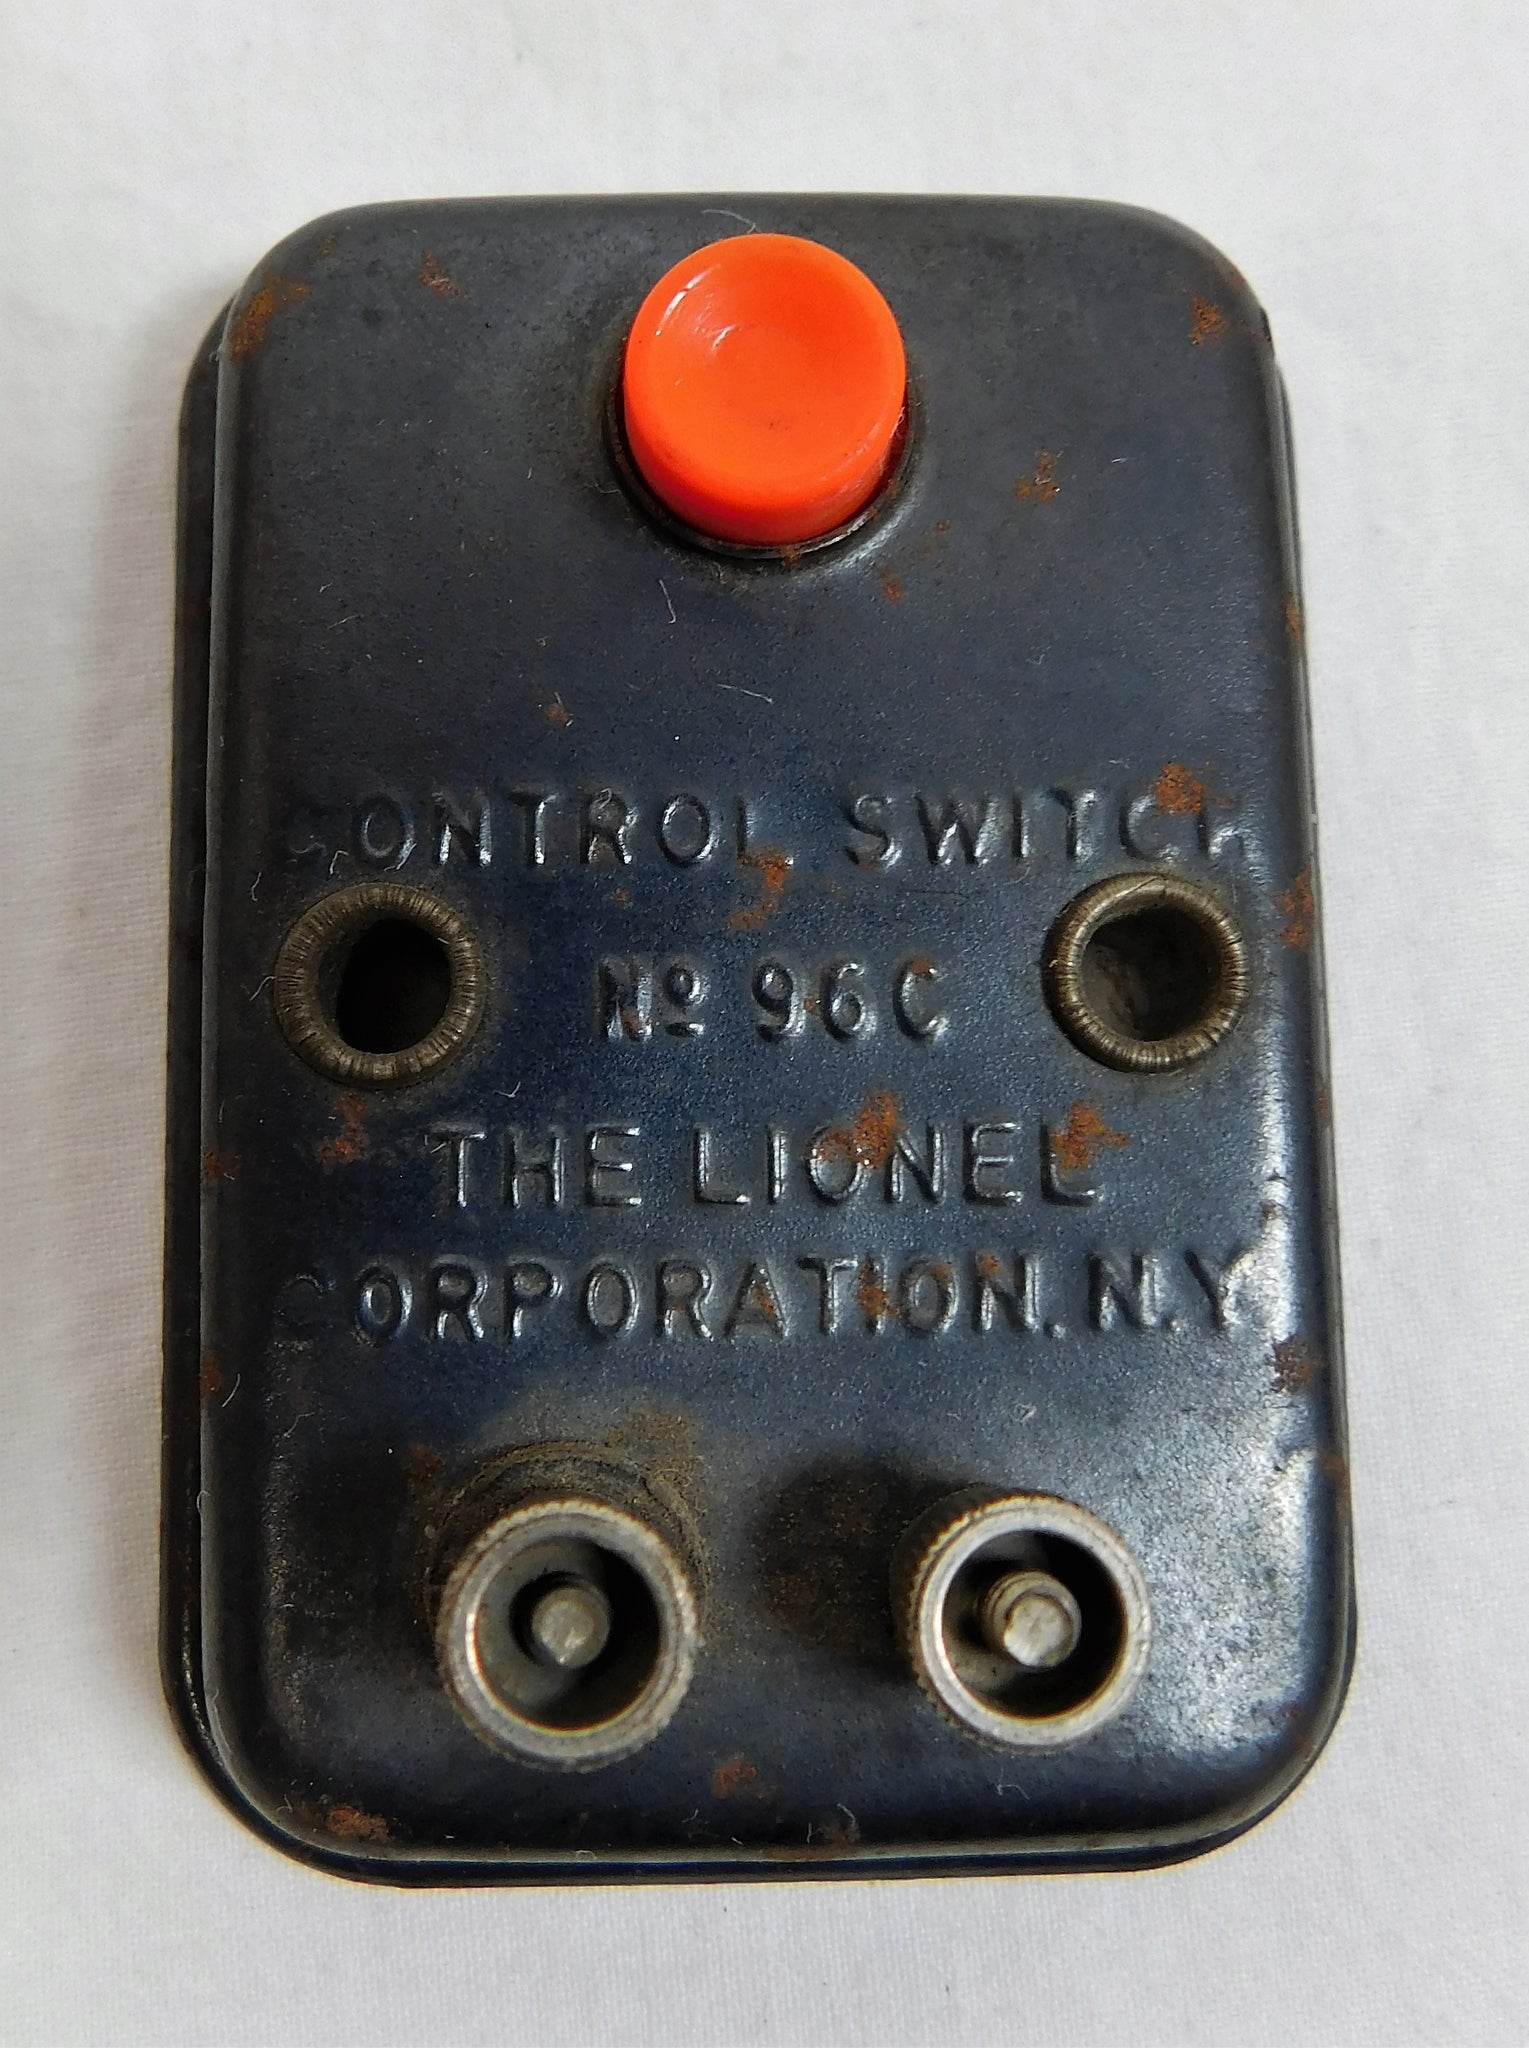 CONTROL SWITCH
Nº 96C
THE LIONEL
CORPORATION. N.Y